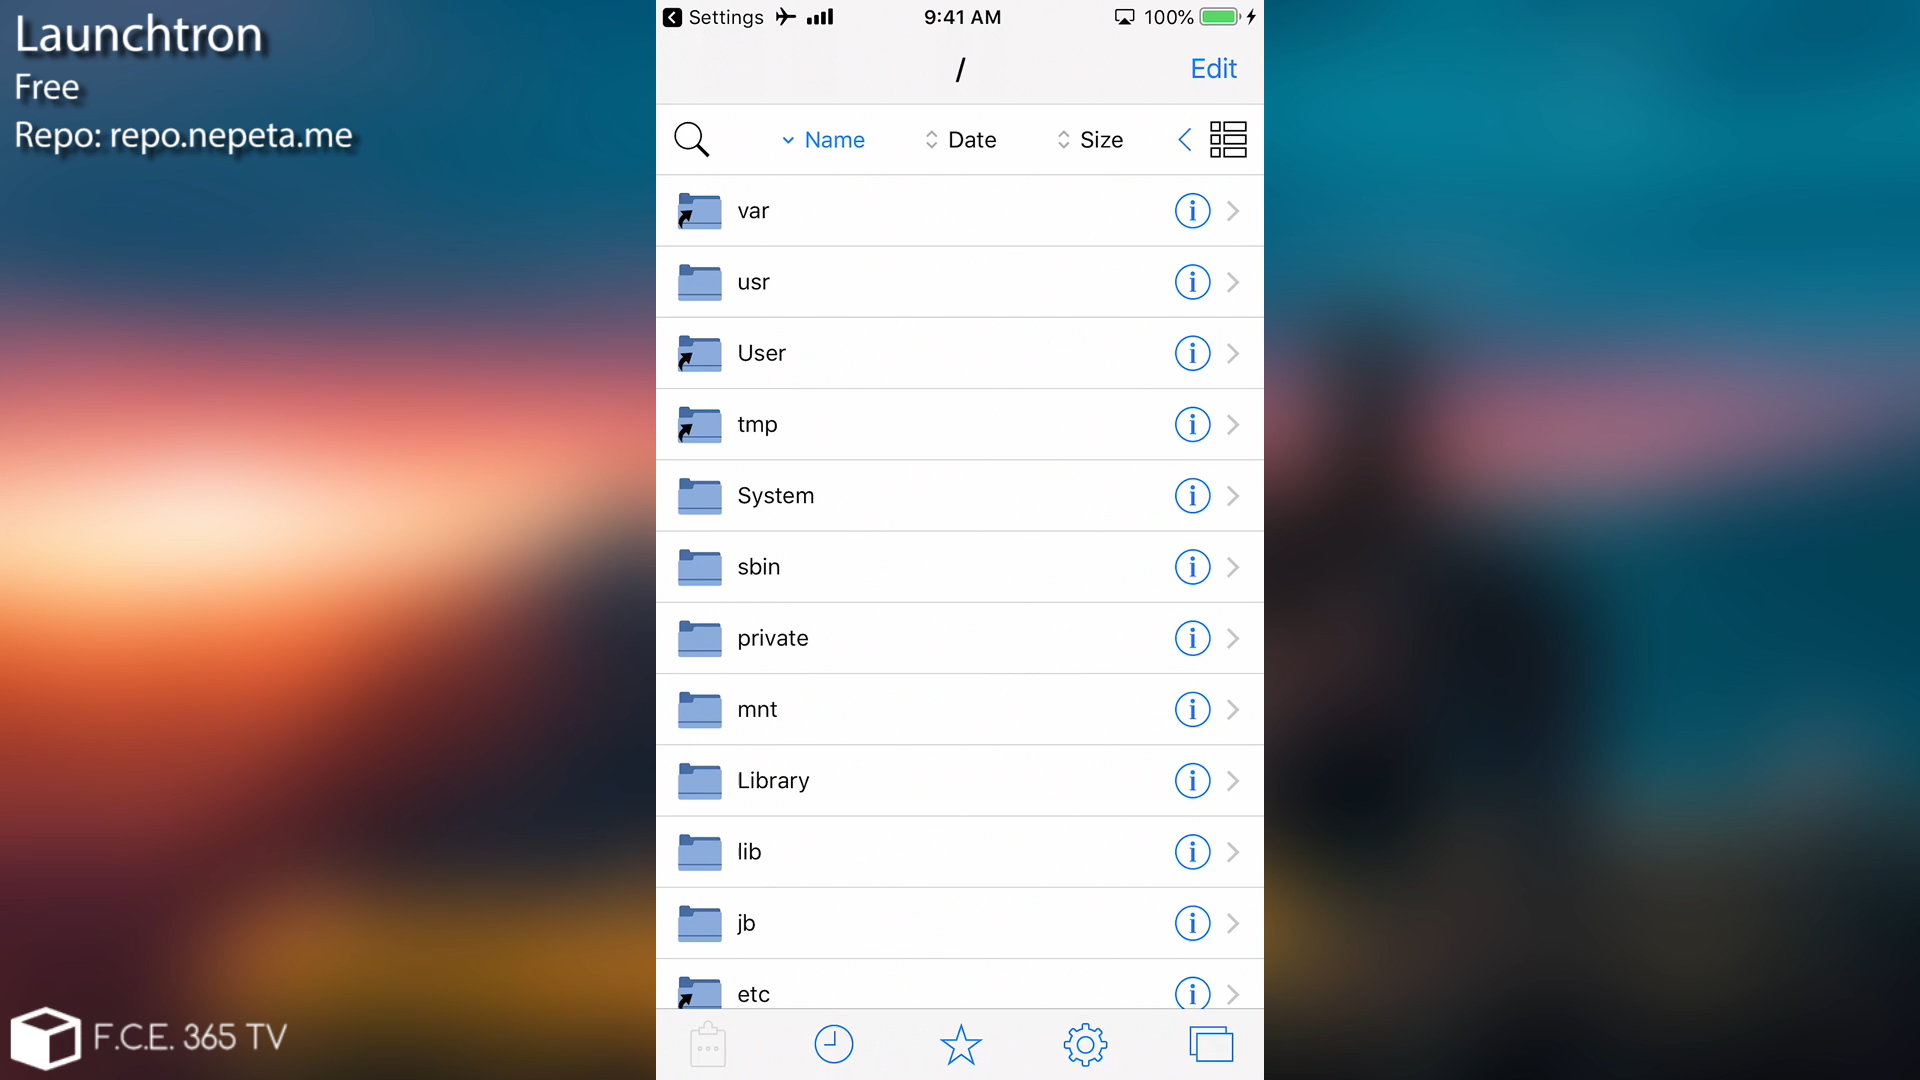 Launchtron
Free
Repo: repo.nepeta.me
Settings
9:41 AM
100%
/
Edit
Name
Date
Size
var
usr
User
tmp
System
sbin
private
mnt
Library
lib
jb
etc
F.C.E. 365 TV